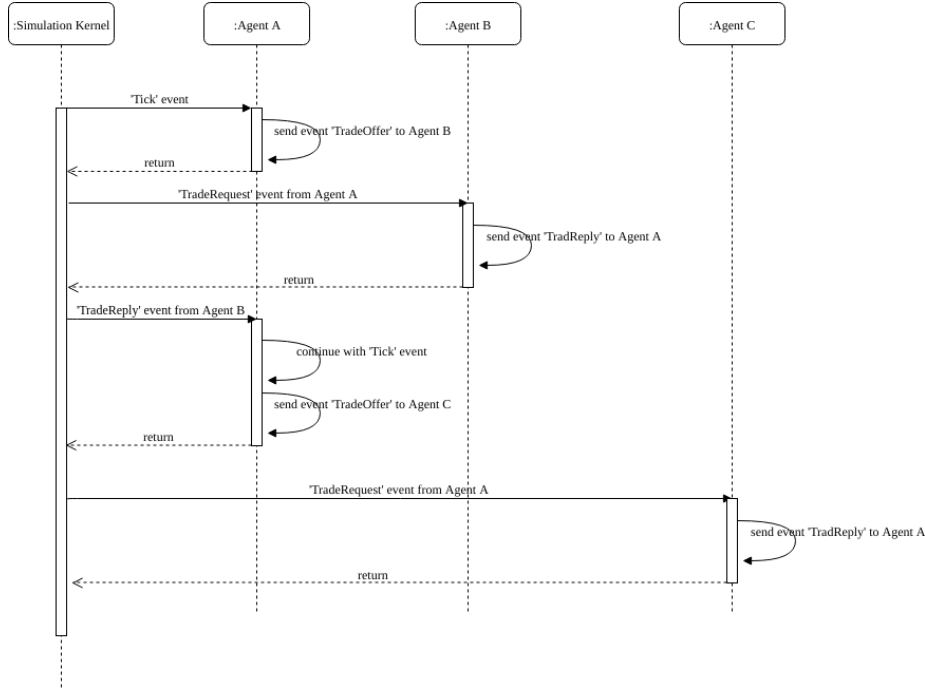 :Simulation Kernel
:Agent A
:Agent B
:Agent C
'Tick' event
send event 'TradeOffer' to Agent B
return
'TradeRequest' event from Agent A
send event 'TradReply' to Agent A
return
'TradeReply' event from Agent B
continue with 'Tick' event
send event 'TradeOffer' to Agent C
return
'TradeRequest' event from Agent A
send event 'TradReply' to Agent A
return